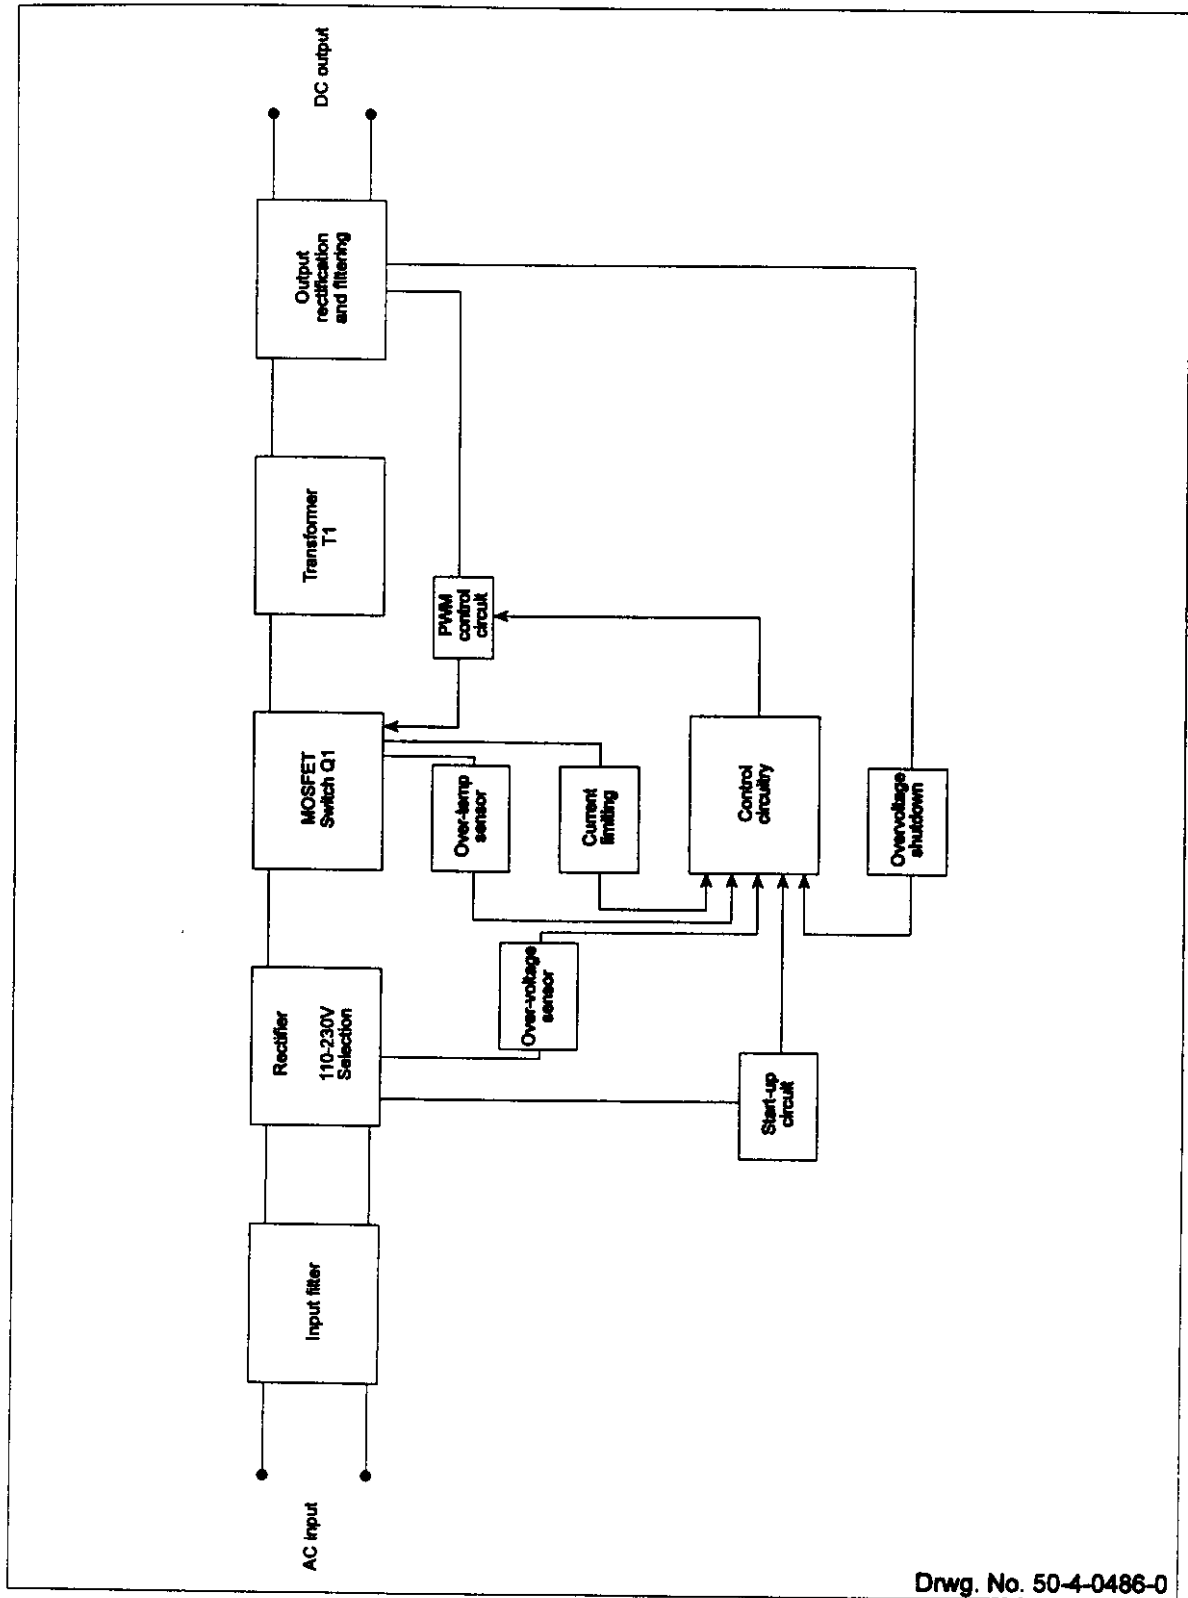 AC input
Input filter
Rectifier
110-230V
Selection
MOSFET
Switch Q1
Transformer
T1
Output
rectification
and filtering
DC output
Over-voltage
sensor
Over-temp
sensor
Current
limiting
PWM
control
circuit
Start-up
circuit
Control
circuitry
Overvoltage
shutdown
Drwg. No. 50-4-0486-0